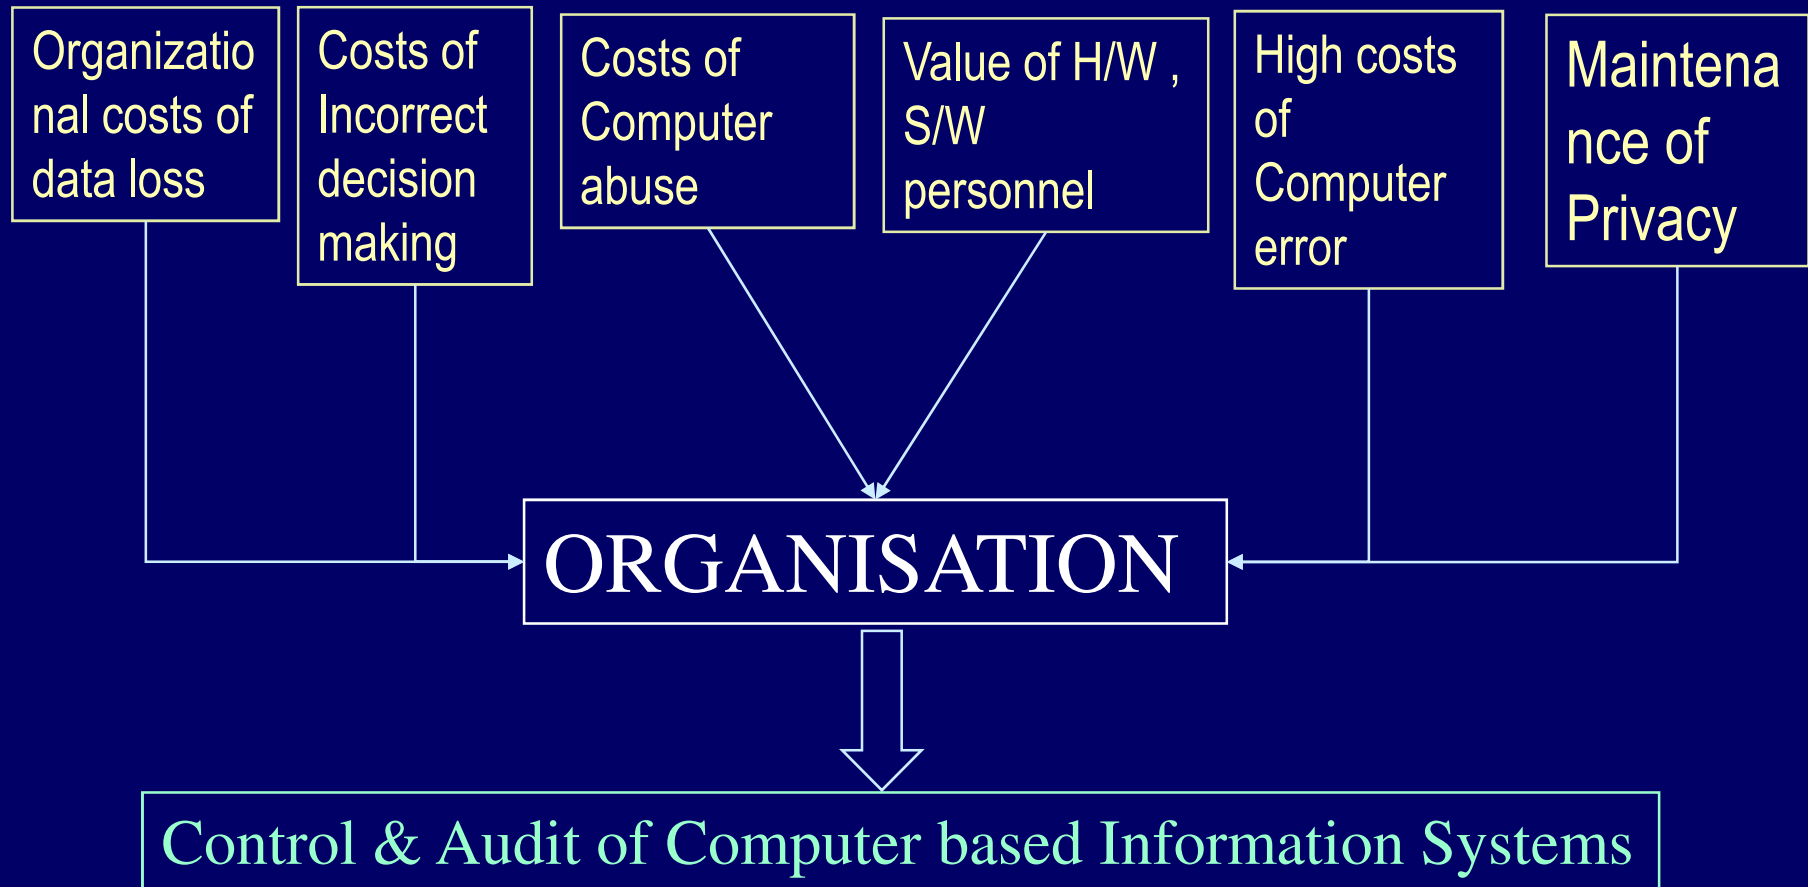 Organizatio
nal costs of
data loss
Costs of
Incorrect
decision
making
Costs of
Computer
abuse
Value of H/W ,
S/W
personnel
High costs
of
Computer
error
Maintena
nce of
Privacy
ORGANISATION
Control & Audit of Computer based Information Systems